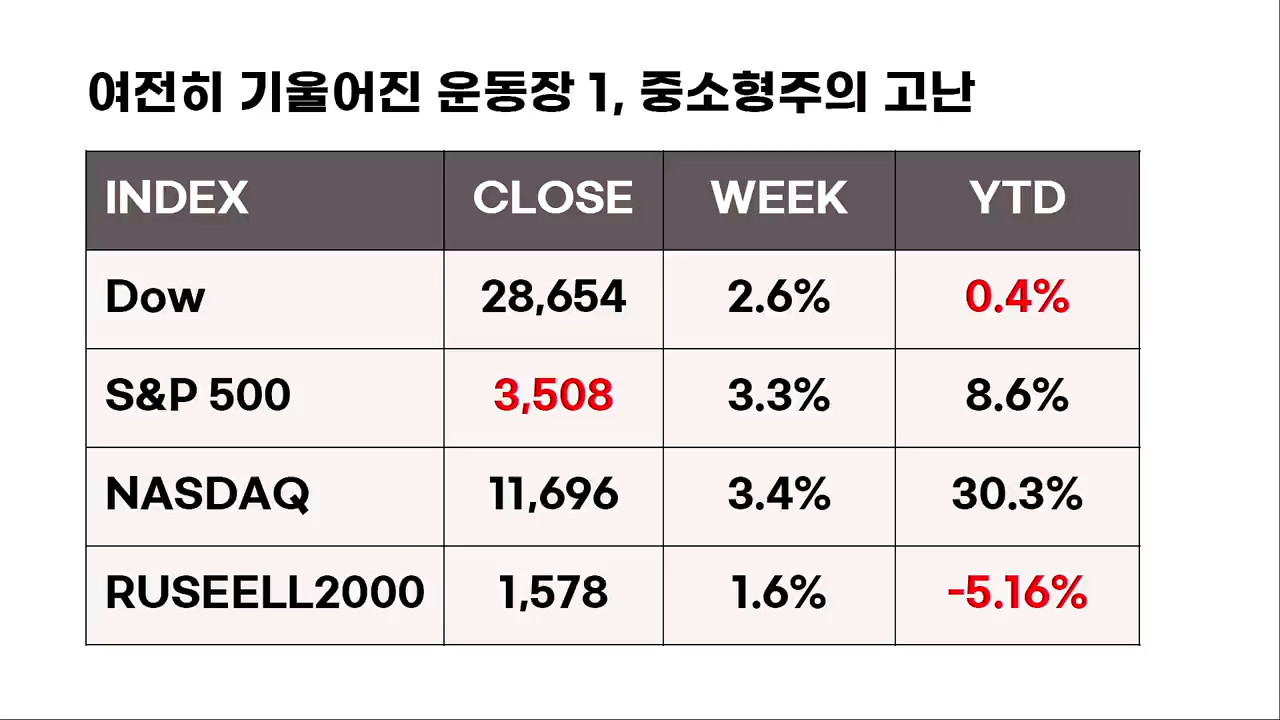 여전히 기울어진 운동장 1, 중소형주의 고난
INDEX CLOSE WEEK YTD
Dow 28,654 2.6% 0.4%
S&P 500 3,508 3.3% 8.6%
NASDAQ 11,696 3.4% 30.3%
RUSEELL2000 1,578 1.6% -5.16%